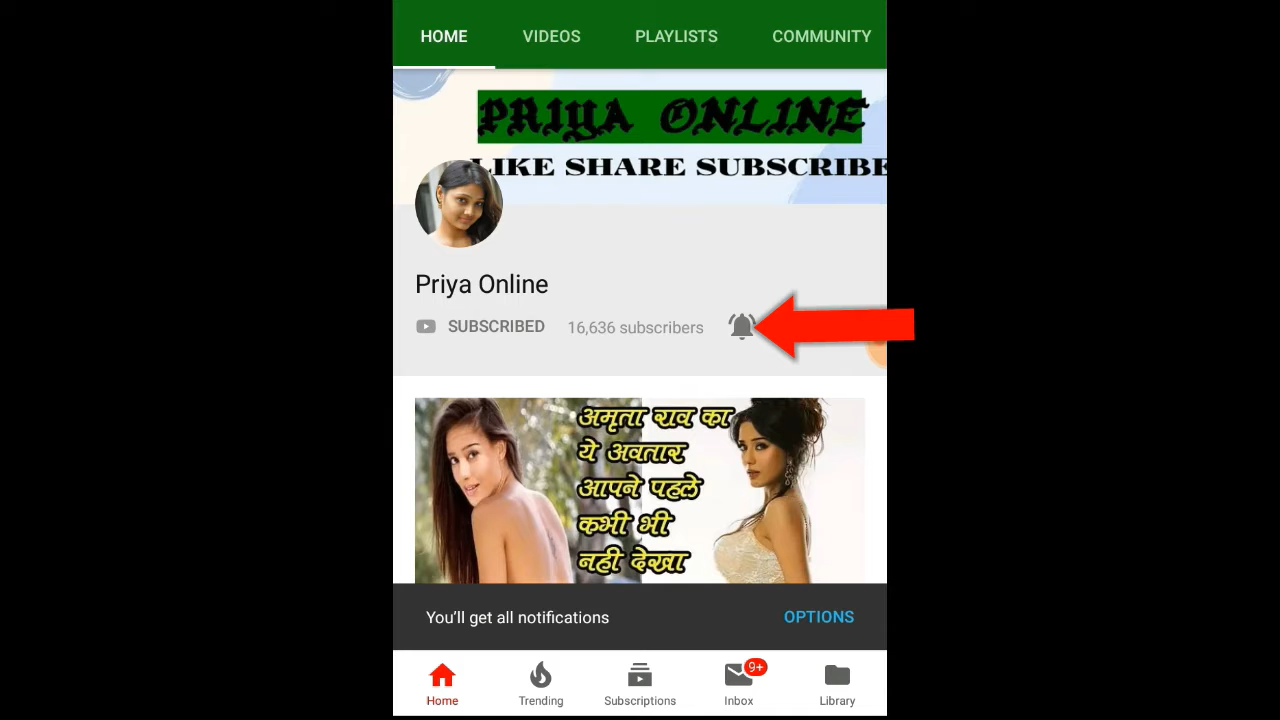 HOME VIDEOS PLAYLISTS COMMUNITY
PRIYA ONLINE
LIKE SHARE SUBSCRIBE
Priya Online
SUBSCRIBED 16,636 subscribers
अमृता राव का
ये अवतार
आपने पहले
कभी भी
नही देखा
You'll get all notifications OPTIONS
9+
Home Trending Subscriptions Inbox Library